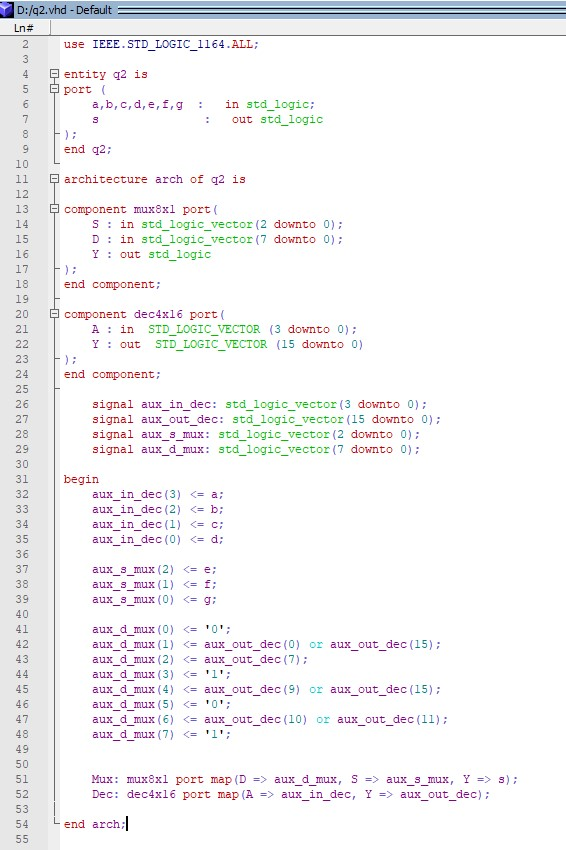 D:/q2.vhd - Default
Ln#
2 use IEEE.STD_LOGIC_1164.ALL;
3
4 entity q2 is
5 port (
6 a,b,c,d,e,f,g : in std_logic;
7 s : out std_logic
8 );
9 end q2;
10
11 architecture arch of q2 is
12
13 component mux8x1 port(
14 S : in std_logic_vector(2 downto 0);
15 D : in std_logic_vector(7 downto 0);
16 Y : out std_logic
17 );
18 end component;
19
20 component dec4x16 port(
21 A : in STD_LOGIC_VECTOR (3 downto 0);
22 Y : out STD_LOGIC_VECTOR (15 downto 0)
23 );
24 end component;
25
26 signal aux_in_dec: std_logic_vector(3 downto 0);
27 signal aux_out_dec: std_logic_vector(15 downto 0);
28 signal aux_s_mux: std_logic_vector(2 downto 0);
29 signal aux_d_mux: std_logic_vector(7 downto 0);
30
31 begin
32 aux_in_dec(3) <= a;
33 aux_in_dec(2) <= b;
34 aux_in_dec(1) <= c;
35 aux_in_dec(0) <= d;
36
37 aux_s_mux(2) <= e;
38 aux_s_mux(1) <= f;
39 aux_s_mux(0) <= g;
40
41 aux_d_mux(0) <= '0';
42 aux_d_mux(1) <= aux_out_dec(0) or aux_out_dec(15);
43 aux_d_mux(2) <= aux_out_dec(7);
44 aux_d_mux(3) <= '1';
45 aux_d_mux(4) <= aux_out_dec(9) or aux_out_dec(15);
46 aux_d_mux(5) <= '0';
47 aux_d_mux(6) <= aux_out_dec(10) or aux_out_dec(11);
48 aux_d_mux(7) <= '1';
49
50
51 Mux: mux8x1 port map(D => aux_d_mux, S => aux_s_mux, Y => s);
52 Dec: dec4x16 port map(A => aux_in_dec, Y => aux_out_dec);
53
54 end arch;
55